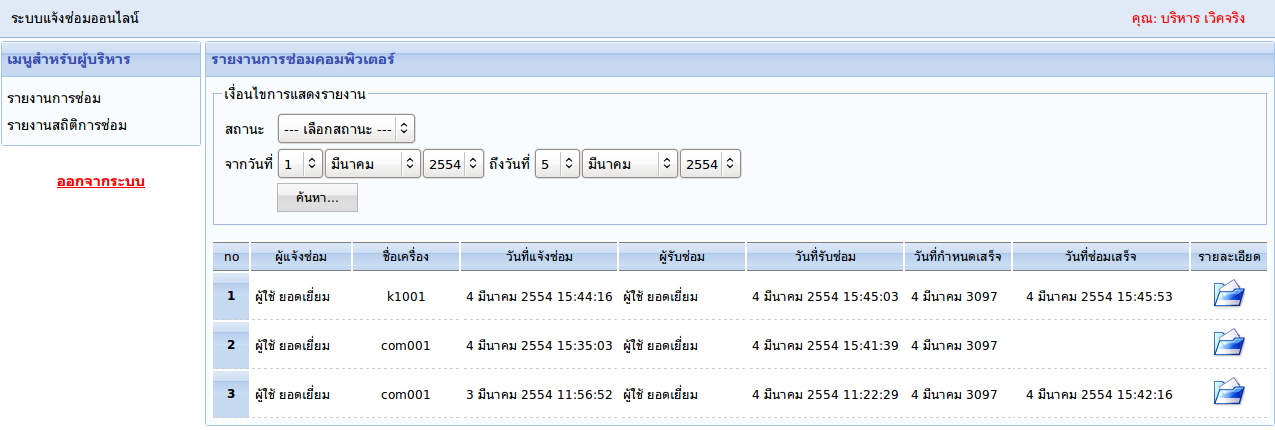 ระบบแจ้งซ่อมออนไลน์ คุณ: บริหาร เวิคจริง
เมนูสำหรับผู้บริหาร
รายงานการซ่อม
รายงานสถิติการซ่อม
ออกจากระบบ
รายงานการซ่อมคอมพิวเตอร์
เงื่อนไขการแสดงรายงาน
สถานะ --- เลือกสถานะ ---
จากวันที่ 1 มีนาคม 2554 ถึงวันที่ 5 มีนาคม 2554
ค้นหา...
no ผู้แจ้งซ่อม ชื่อเครื่อง วันที่แจ้งซ่อม ผู้รับซ่อม วันที่รับซ่อม วันที่กำหนดเสร็จ วันที่ซ่อมเสร็จ รายละเอียด
1 ผู้ใช้ ยอดเยี่ยม k1001 4 มีนาคม 2554 15:44:16 ผู้ใช้ ยอดเยี่ยม 4 มีนาคม 2554 15:45:03 4 มีนาคม 3097 4 มีนาคม 2554 15:45:53
2 ผู้ใช้ ยอดเยี่ยม com001 4 มีนาคม 2554 15:35:03 ผู้ใช้ ยอดเยี่ยม 4 มีนาคม 2554 15:41:39 4 มีนาคม 3097
3 ผู้ใช้ ยอดเยี่ยม com001 3 มีนาคม 2554 11:56:52 ผู้ใช้ ยอดเยี่ยม 4 มีนาคม 2554 11:22:29 4 มีนาคม 3097 4 มีนาคม 2554 15:42:16